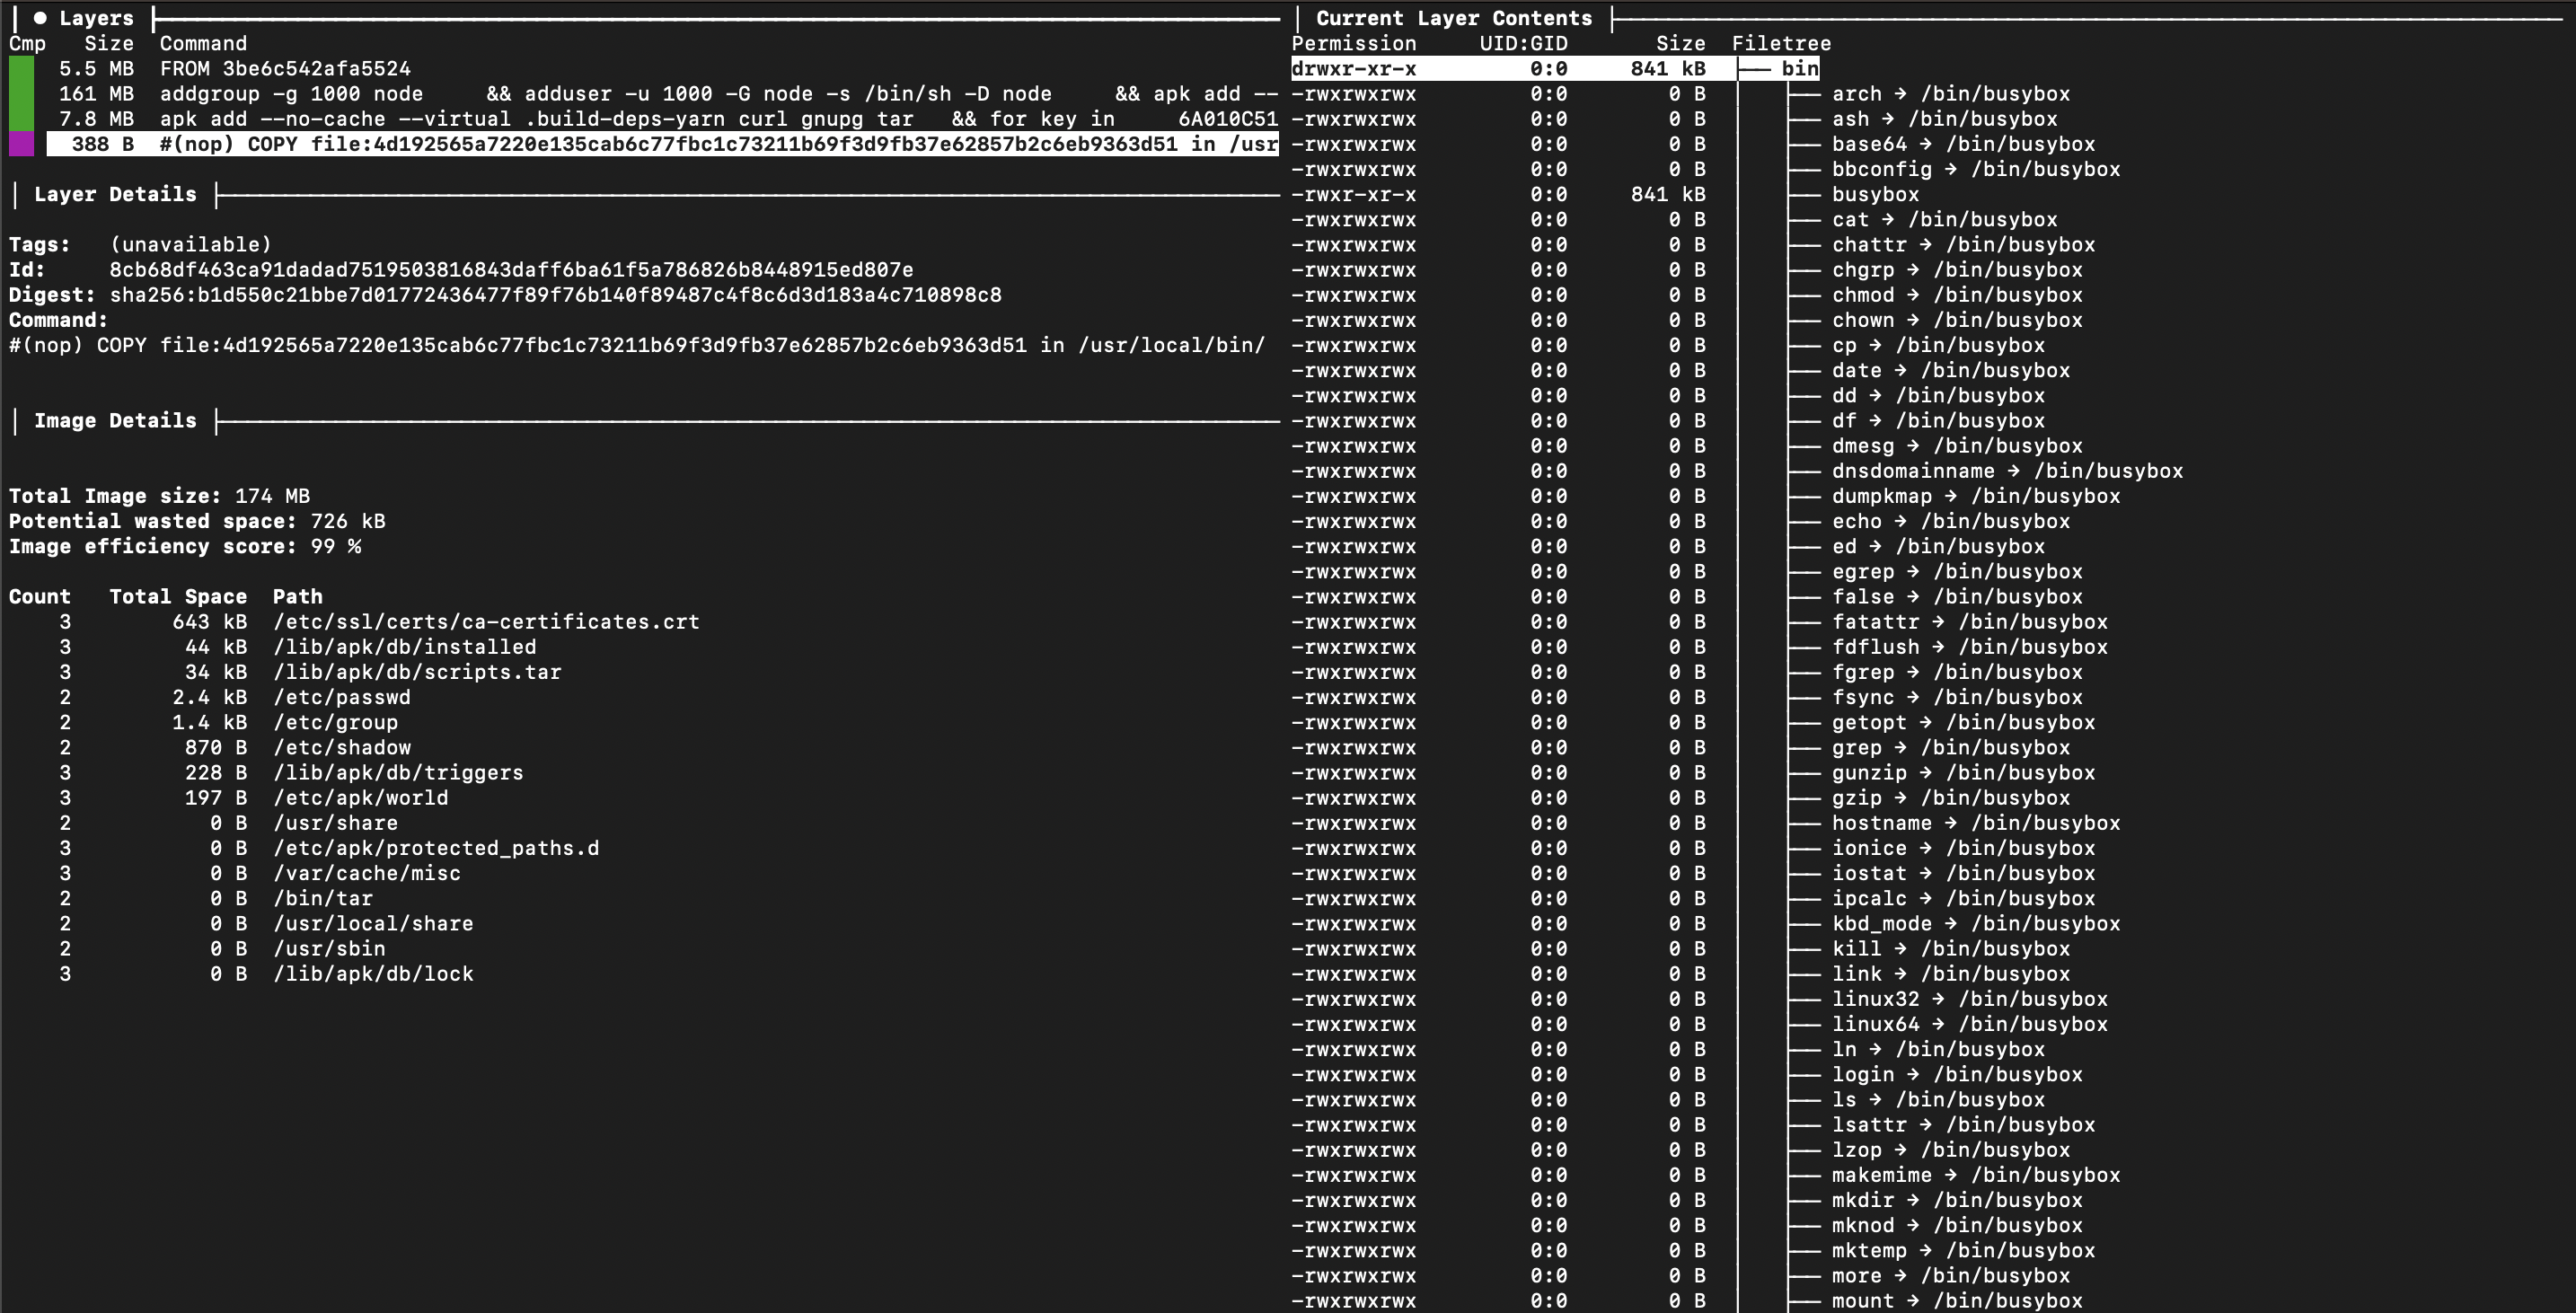 ● Layers
Cmp Size Command
5.5 MB FROM 3be6c542afa5524
161 MB addgroup -g 1000 node && adduser -u 1000 -G node -s /bin/sh -D node && apk add --
7.8 MB apk add --no-cache --virtual .build-deps-yarn curl gnupg tar && for key in 6A010C51
388 B #(nop) COPY file:4d192565a7220e135cab6c77fbc1c73211b69f3d9fb37e62857b2c6eb9363d51 in /usr
Layer Details
Tags: (unavailable)
Id: 8cb68df463ca91dadad7519503816843daff6ba61f5a786826b8448915ed807e
Digest: sha256:b1d550c21bbe7d01772436477f89f76b140f89487c4f8c6d3d183a4c710898c8
Command:
#(nop) COPY file:4d192565a7220e135cab6c77fbc1c73211b69f3d9fb37e62857b2c6eb9363d51 in /usr/local/bin/
Image Details
Total Image size: 174 MB
Potential wasted space: 726 kB
Image efficiency score: 99 %
Count Total Space Path
3 643 kB /etc/ssl/certs/ca-certificates.crt
3 44 kB /lib/apk/db/installed
3 34 kB /lib/apk/db/scripts.tar
2 2.4 kB /etc/passwd
2 1.4 kB /etc/group
2 870 B /etc/shadow
3 228 B /lib/apk/db/triggers
3 197 B /etc/apk/world
2 0 B /usr/share
3 0 B /etc/apk/protected_paths.d
3 0 B /var/cache/misc
2 0 B /bin/tar
2 0 B /usr/local/share
2 0 B /usr/sbin
3 0 B /lib/apk/db/lock
Current Layer Contents
Permission UID:GID Size Filetree
drwxr-xr-x 0:0 841 kB ├── bin
-rwxrwxrwx 0:0 0 B │ ├── arch → /bin/busybox
-rwxrwxrwx 0:0 0 B │ ├── ash → /bin/busybox
-rwxrwxrwx 0:0 0 B │ ├── base64 → /bin/busybox
-rwxrwxrwx 0:0 0 B │ ├── bbconfig → /bin/busybox
-rwxr-xr-x 0:0 841 kB │ ├── busybox
-rwxrwxrwx 0:0 0 B │ ├── cat → /bin/busybox
-rwxrwxrwx 0:0 0 B │ ├── chattr → /bin/busybox
-rwxrwxrwx 0:0 0 B │ ├── chgrp → /bin/busybox
-rwxrwxrwx 0:0 0 B │ ├── chmod → /bin/busybox
-rwxrwxrwx 0:0 0 B │ ├── chown → /bin/busybox
-rwxrwxrwx 0:0 0 B │ ├── cp → /bin/busybox
-rwxrwxrwx 0:0 0 B │ ├── date → /bin/busybox
-rwxrwxrwx 0:0 0 B │ ├── dd → /bin/busybox
-rwxrwxrwx 0:0 0 B │ ├── df → /bin/busybox
-rwxrwxrwx 0:0 0 B │ ├── dmesg → /bin/busybox
-rwxrwxrwx 0:0 0 B │ ├── dnsdomainname → /bin/busybox
-rwxrwxrwx 0:0 0 B │ ├── dumpkmap → /bin/busybox
-rwxrwxrwx 0:0 0 B │ ├── echo → /bin/busybox
-rwxrwxrwx 0:0 0 B │ ├── ed → /bin/busybox
-rwxrwxrwx 0:0 0 B │ ├── egrep → /bin/busybox
-rwxrwxrwx 0:0 0 B │ ├── false → /bin/busybox
-rwxrwxrwx 0:0 0 B │ ├── fatattr → /bin/busybox
-rwxrwxrwx 0:0 0 B │ ├── fdflush → /bin/busybox
-rwxrwxrwx 0:0 0 B │ ├── fgrep → /bin/busybox
-rwxrwxrwx 0:0 0 B │ ├── fsync → /bin/busybox
-rwxrwxrwx 0:0 0 B │ ├── getopt → /bin/busybox
-rwxrwxrwx 0:0 0 B │ ├── grep → /bin/busybox
-rwxrwxrwx 0:0 0 B │ ├── gunzip → /bin/busybox
-rwxrwxrwx 0:0 0 B │ ├── gzip → /bin/busybox
-rwxrwxrwx 0:0 0 B │ ├── hostname → /bin/busybox
-rwxrwxrwx 0:0 0 B │ ├── ionice → /bin/busybox
-rwxrwxrwx 0:0 0 B │ ├── iostat → /bin/busybox
-rwxrwxrwx 0:0 0 B │ ├── ipcalc → /bin/busybox
-rwxrwxrwx 0:0 0 B │ ├── kbd_mode → /bin/busybox
-rwxrwxrwx 0:0 0 B │ ├── kill → /bin/busybox
-rwxrwxrwx 0:0 0 B │ ├── link → /bin/busybox
-rwxrwxrwx 0:0 0 B │ ├── linux32 → /bin/busybox
-rwxrwxrwx 0:0 0 B │ ├── linux64 → /bin/busybox
-rwxrwxrwx 0:0 0 B │ ├── ln → /bin/busybox
-rwxrwxrwx 0:0 0 B │ ├── login → /bin/busybox
-rwxrwxrwx 0:0 0 B │ ├── ls → /bin/busybox
-rwxrwxrwx 0:0 0 B │ ├── lsattr → /bin/busybox
-rwxrwxrwx 0:0 0 B │ ├── lzop → /bin/busybox
-rwxrwxrwx 0:0 0 B │ ├── makemime → /bin/busybox
-rwxrwxrwx 0:0 0 B │ ├── mkdir → /bin/busybox
-rwxrwxrwx 0:0 0 B │ ├── mknod → /bin/busybox
-rwxrwxrwx 0:0 0 B │ ├── mktemp → /bin/busybox
-rwxrwxrwx 0:0 0 B │ ├── more → /bin/busybox
-rwxrwxrwx 0:0 0 B │ ├── mount → /bin/busybox